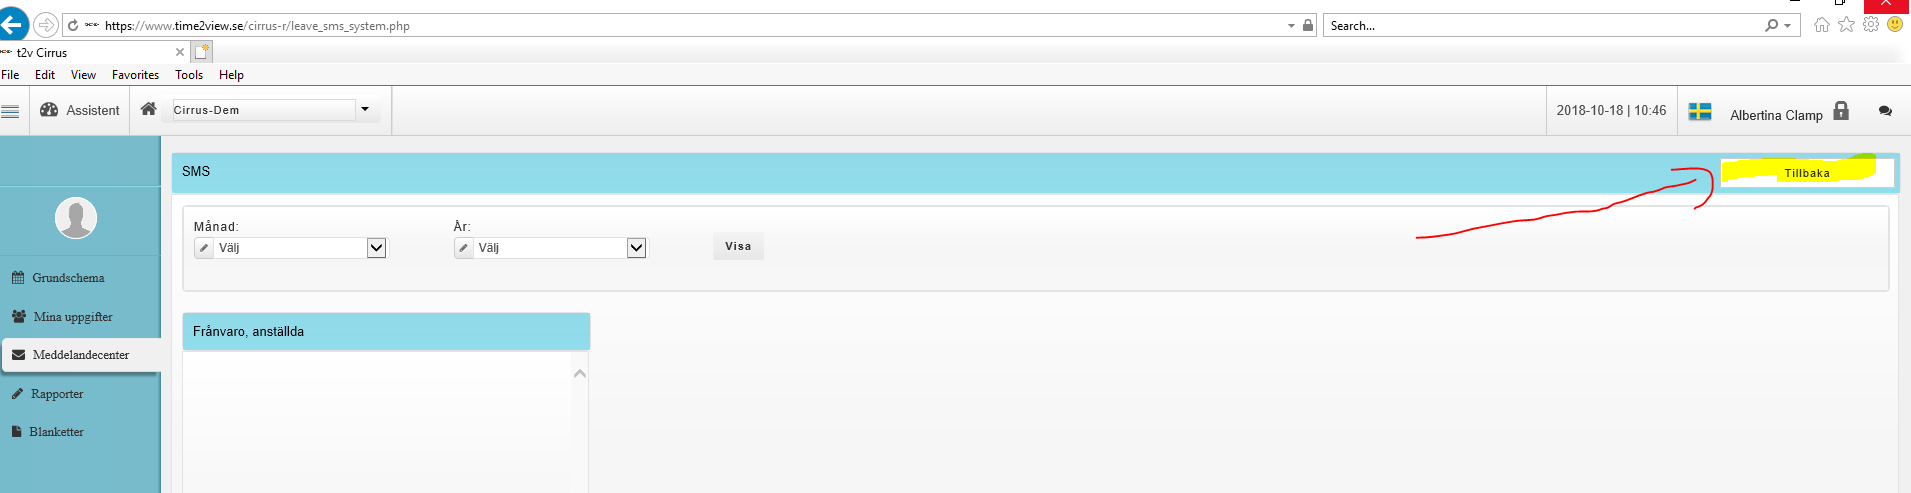 https://www.time2view.se/cirrus-r/leave_sms_system.php
Search...
t2v Cirrus
File Edit View Favorites Tools Help
Assistent
Cirrus-Dem
2018-10-18 | 10:46
Albertina Clamp
SMS
Tillbaka
Månad:
År:
Välj
Välj
Visa
Grundschema
Mina uppgifter
Meddelandecenter
Rapporter
Blanketter
Frånvaro, anställda